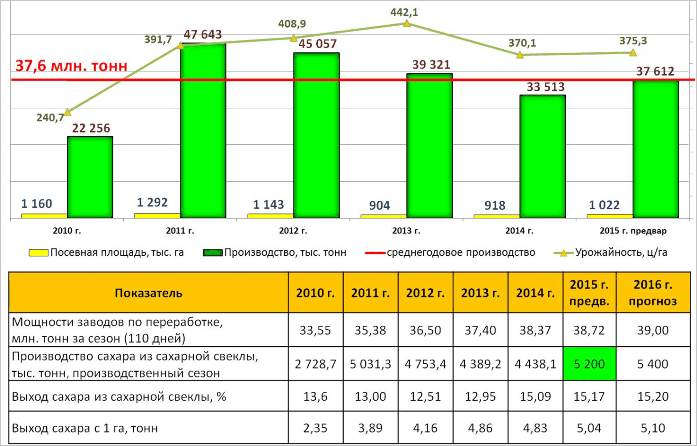 442,1
408,9
391,7
47 643
45 057
370,1
375,3
37,6 млн. тонн
39 321
37 612
33 513
240,7
22 256
1 160
1 292
1 143
904
918
1 022
2010 г.
2011 г.
2012 г.
2013 г.
2014 г.
2015 г. предвар
Посевная площадь, тыс. га
Производство, тыс. тонн
среднегодовое производство
Урожайность, ц/га
Показатель 2010 г. 2011 г. 2012 г. 2013 г. 2014 г. 2015 г. предв. 2016 г. прогноз
Мощности заводов по переработке,
млн. тонн за сезон (110 дней) 33,55 35,38 36,50 37,40 38,37 38,72 39,00
Производство сахара из сахарной свеклы,
тыс. тонн, производственный сезон 2 728,7 5 031,3 4 753,4 4 389,2 4 438,1 5 200 5 400
Выход сахара из сахарной свеклы, % 13,6 13,00 12,51 12,95 15,09 15,17 15,20
Выход сахара с 1 га, тонн 2,35 3,89 4,16 4,86 4,83 5,04 5,10